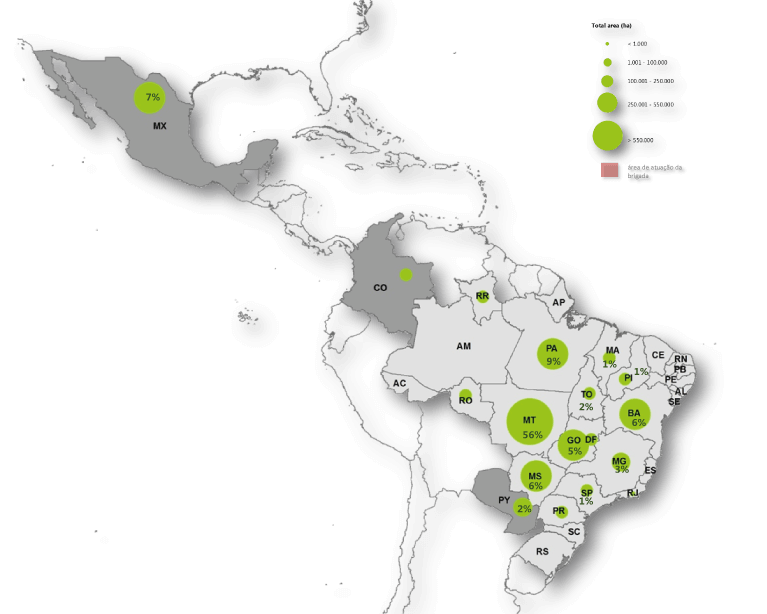 Total area (ha)
< 1.000
1.001 - 100.000
100.001 - 250.000
250.001 - 550.000
> 550.000
Área de atuação da
brigada
7%
MX
CO
RR
AP
AM
PA
9%
MA
1%
CE
RN
PB
PI
1%
PE
AL
SE
AC
RO
TO
2%
MT
56%
BA
6%
GO
DF
5%
MG
3%
ES
MS
6%
SP
1%
RJ
PY
2%
PR
SC
RS